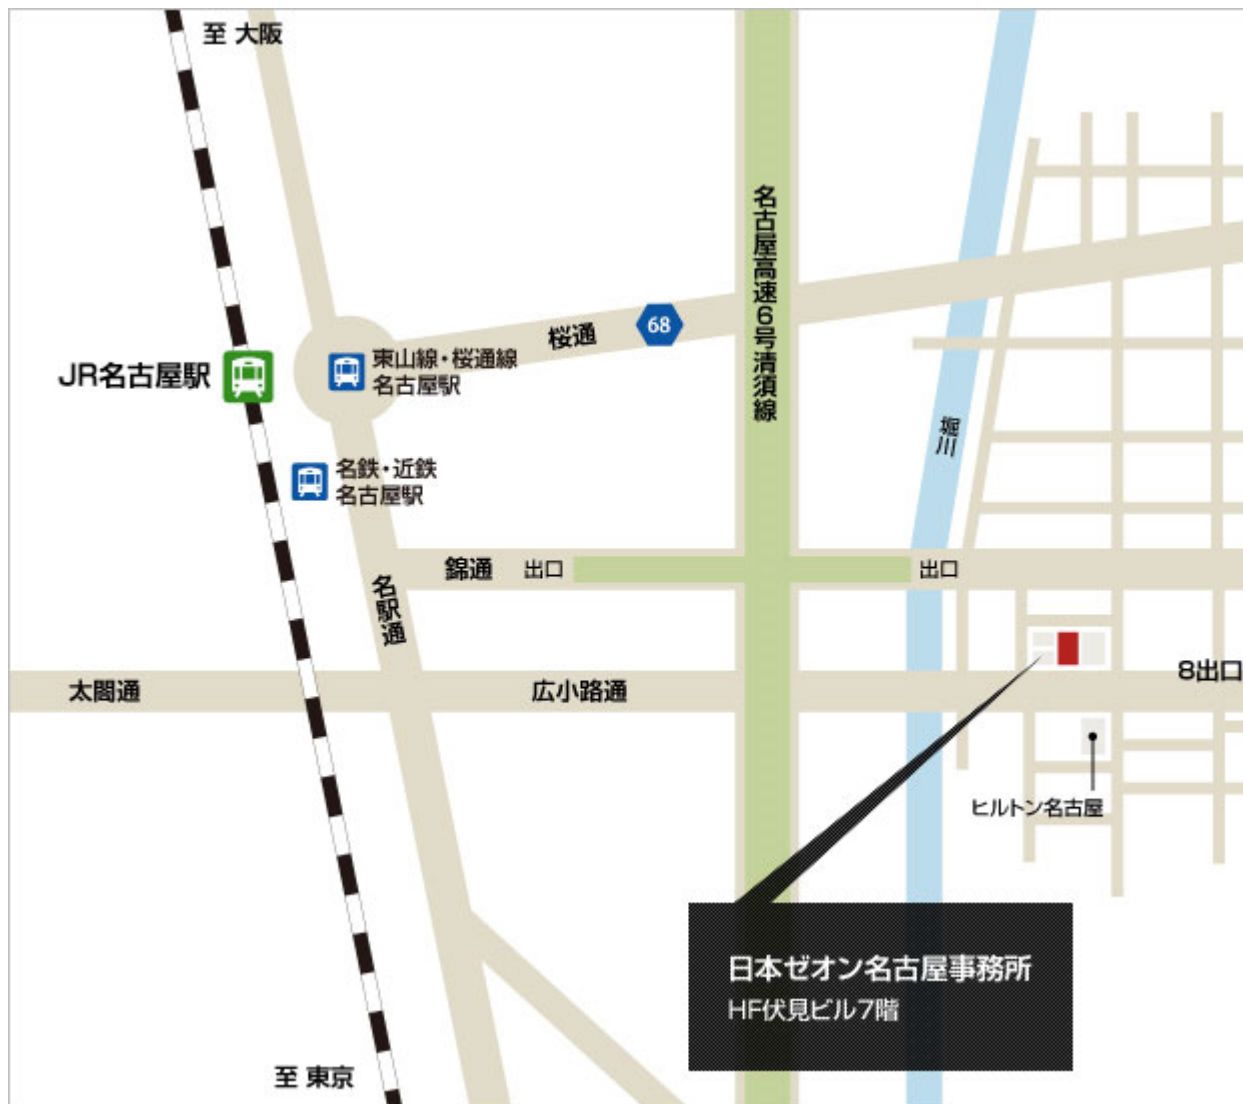 至 大阪
名古屋高速6号清須線
68
桜通
JR名古屋駅
東山線・桜通線
名古屋駅
三堀
名鉄・近鉄
名古屋駅
錦通
出口
出口
名駅通
8出口
太閤通
広小路通
ヒルトン名古屋
日本ゼオン名古屋事務所
HF伏見ビル7階
至 東京